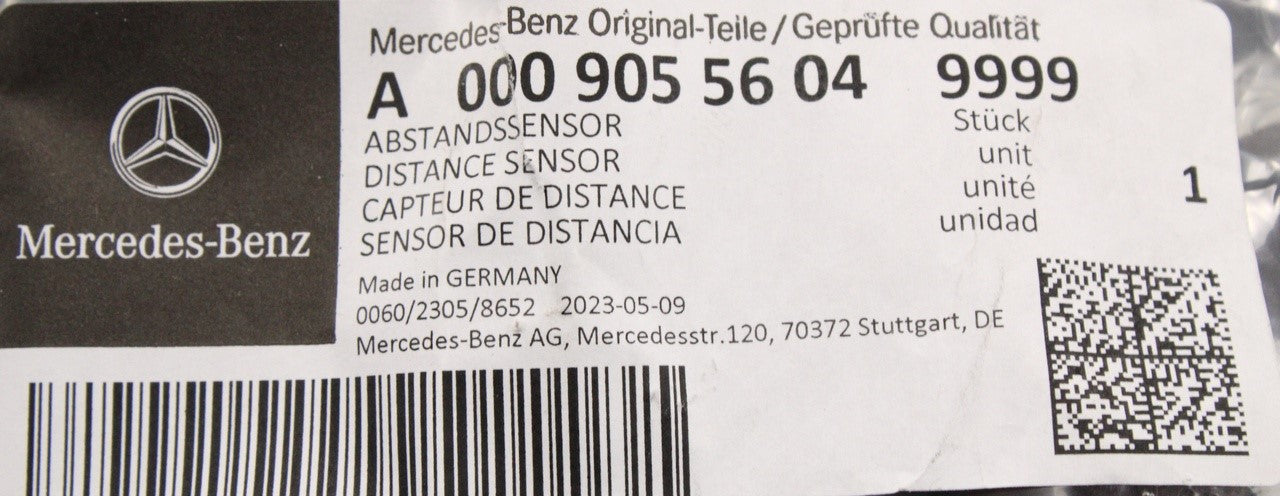 Mercedes-Benz Original-Teile / Geprüfte Qualität
A 000 905 56 04 9999
ABSTANDSSENSOR Stück
DISTANCE SENSOR unit
CAPTEUR DE DISTANCE unité 1
SENSOR DE DISTANCIA unidad
Mercedes-Benz
Made in GERMANY
0060/2305/8652 2023-05-09
Mercedes-Benz AG, Mercedesstr.120, 70372 Stuttgart, DE